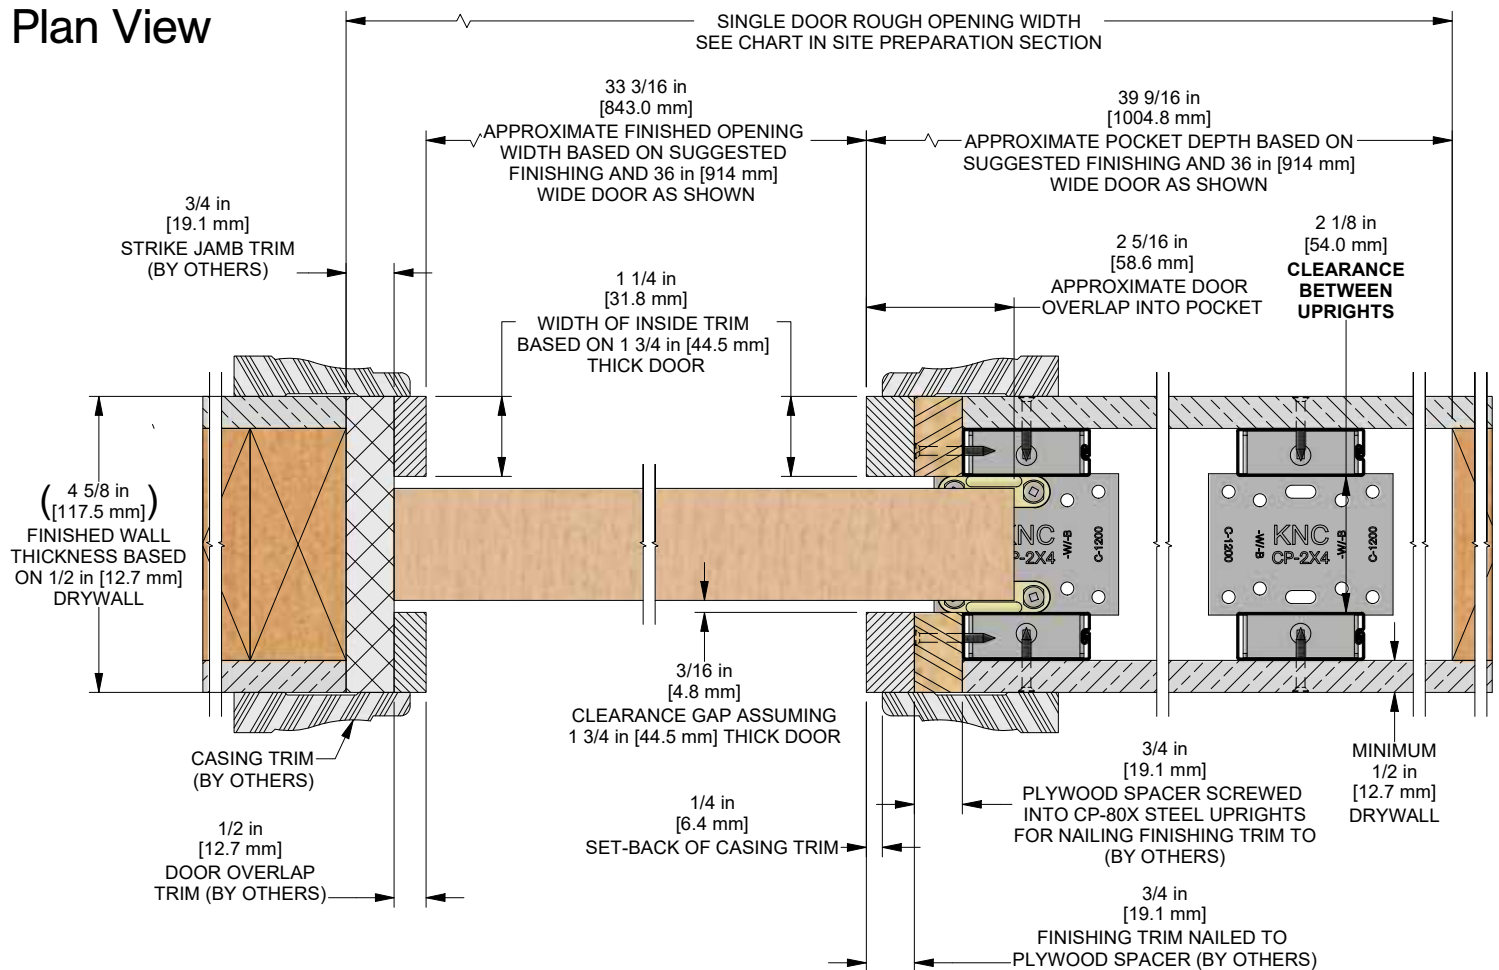 Plan View
SINGLE DOOR ROUGH OPENING WIDTH
SEE CHART IN SITE PREPARATION SECTION
33 3/16 in
[843.0 mm]
APPROXIMATE FINISHED OPENING
WIDTH BASED ON SUGGESTED
FINISHING AND 36 in [914 mm]
WIDE DOOR AS SHOWN
39 9/16 in
[1004.8 mm]
APPROXIMATE POCKET DEPTH BASED ON
SUGGESTED FINISHING AND 36 in [914 mm]
WIDE DOOR AS SHOWN
3/4 in
[19.1 mm]
STRIKE JAMB TRIM
(BY OTHERS)
1 1/4 in
[31.8 mm]
WIDTH OF INSIDE TRIM
BASED ON 1 3/4 in [44.5 mm]
THICK DOOR
2 5/16 in
[58.6 mm]
APPROXIMATE DOOR
OVERLAP INTO POCKET
2 1/8 in
[54.0 mm]
CLEARANCE
BETWEEN
UPRIGHTS
(4 5/8 in
[117.5 mm])
FINISHED WALL
THICKNESS BASED
ON 1/2 in [12.7 mm]
DRYWALL
KNC
CP-2X4
-W/-B
C-1200
C-1200
-W/-B
KNC
CP-2X4
-W/-B
C-1200
3/16 in
[4.8 mm]
CLEARANCE GAP ASSUMING
1 3/4 in [44.5 mm] THICK DOOR
CASING TRIM
(BY OTHERS)
1/2 in
[12.7 mm]
DOOR OVERLAP
TRIM (BY OTHERS)
1/4 in
[6.4 mm]
SET-BACK OF CASING TRIM
3/4 in
[19.1 mm]
PLYWOOD SPACER SCREWED
INTO CP-80X STEEL UPRIGHTS
FOR NAILING FINISHING TRIM TO
(BY OTHERS)
MINIMUM
1/2 in
[12.7 mm]
DRYWALL
3/4 in
[19.1 mm]
FINISHING TRIM NAILED TO
PLYWOOD SPACER (BY OTHERS)